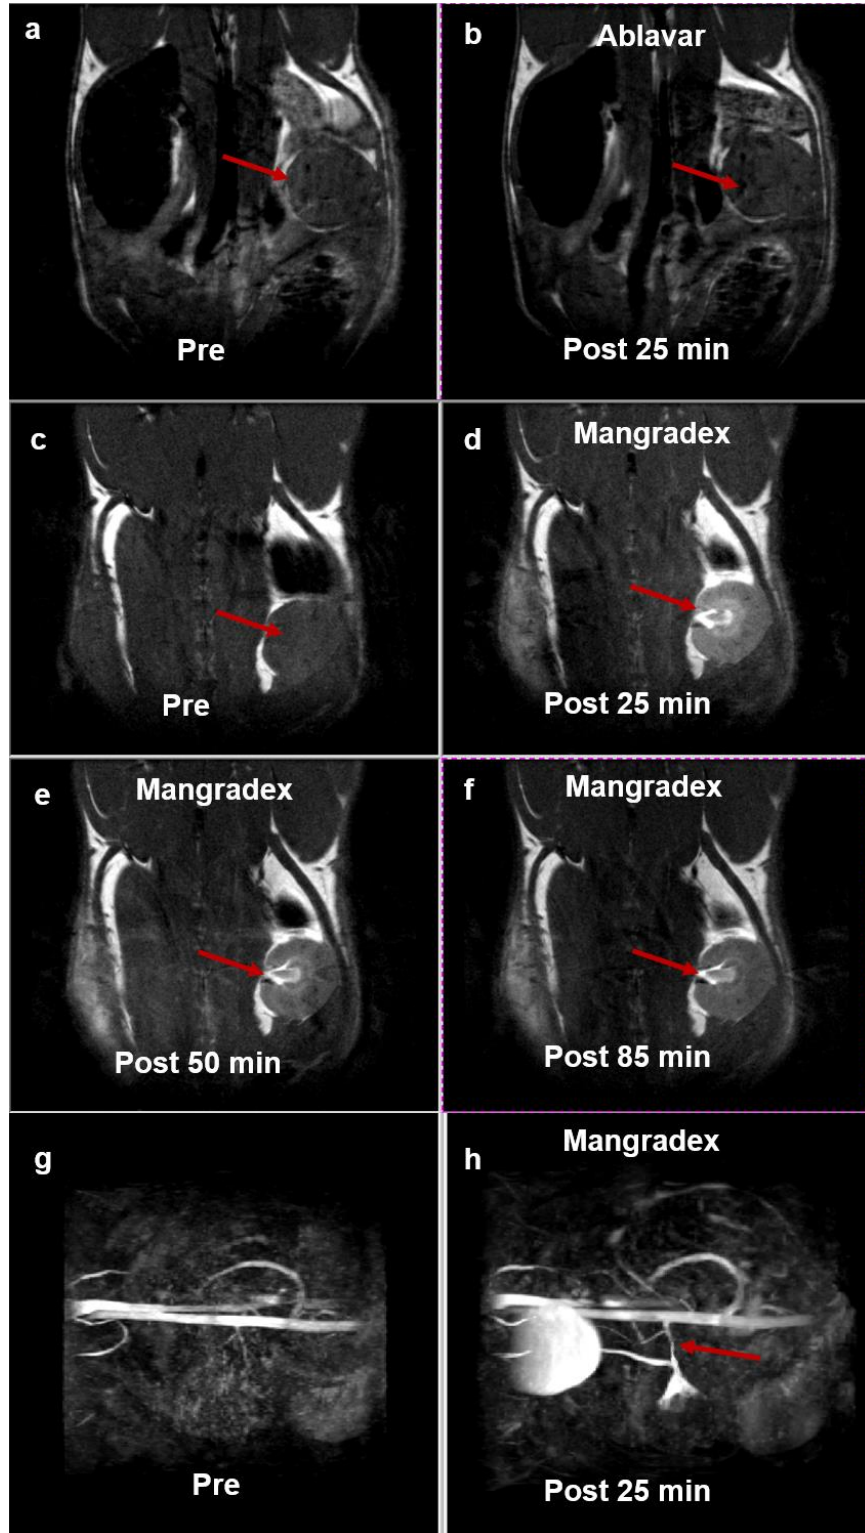 a
Pre
b
Ablavar
Post 25 min
c
Pre
d
Mangradex
Post 25 min
e
Mangradex
Post 50 min
f
Mangradex
Post 85 min
g
Pre
h
Mangradex
Post 25 min